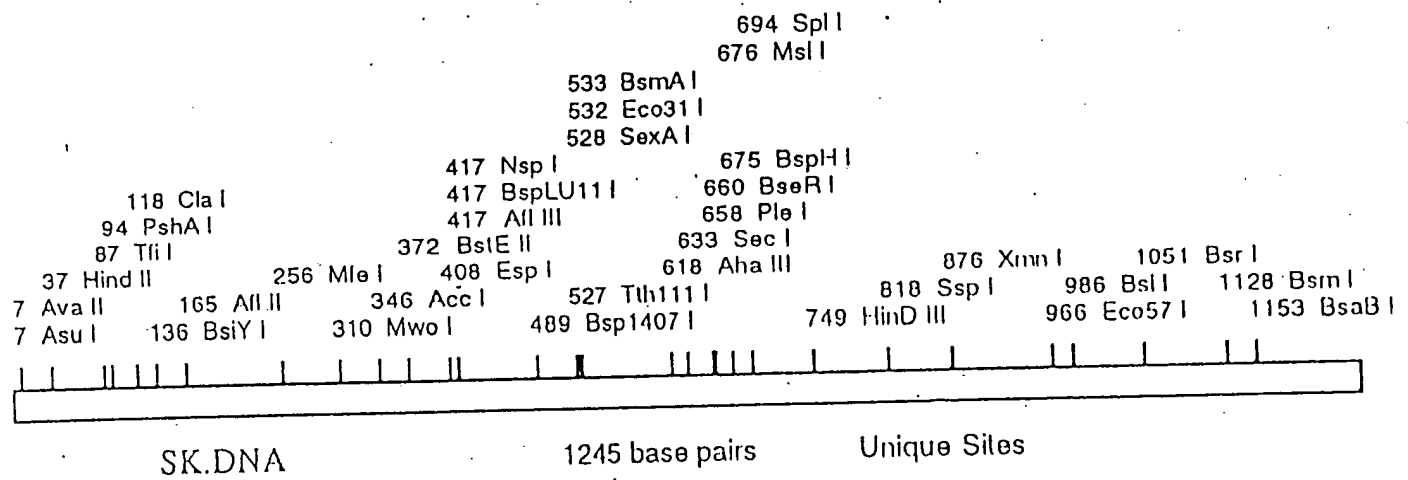 694 Spl I
676 Msl I
533 BsmA I
532 Eco31 I
528 SexA I
417 Nsp I
675 BspH I
417 BspLU11 I
660 BseR I
118 Cla I
417 Afl III
658 Ple I
94 PshA I
372 BstE II
633 Sec I
87 Tfi I
408 Esp I
618 Aha III
876 Xmn I
1051 Bsr I
37 Hind II
256 Mle I
7 Ava II
165 Afl II
346 Acc I
527 Tth111 I
818 Ssp I
986 Bsl I
1128 Bsm I
7 Asu I
136 BsiY I
310 Mwo I
489 Bsp1407 I
749 HinD III
966 Eco57 I
1153 BsaB I
SK.DNA
1245 base pairs
Unique Sites